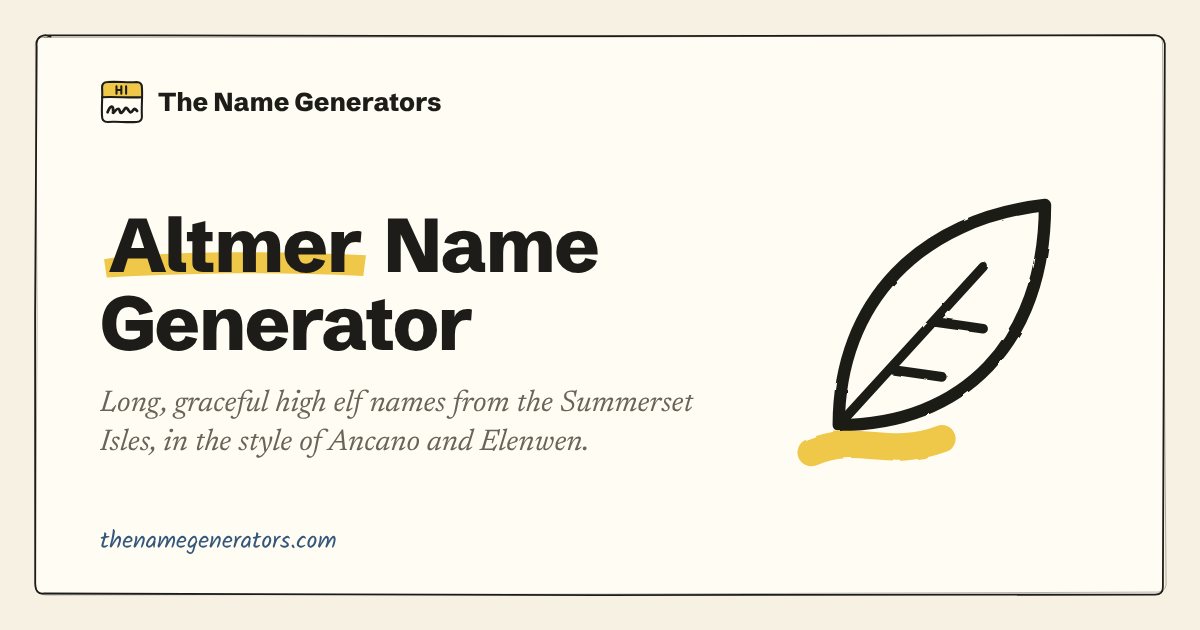 HI
The Name Generators
Altmer Name
Generator
Long, graceful high elf names from the Summerset
Isles, in the style of Ancano and Elenwen.
thenamegenerators.com